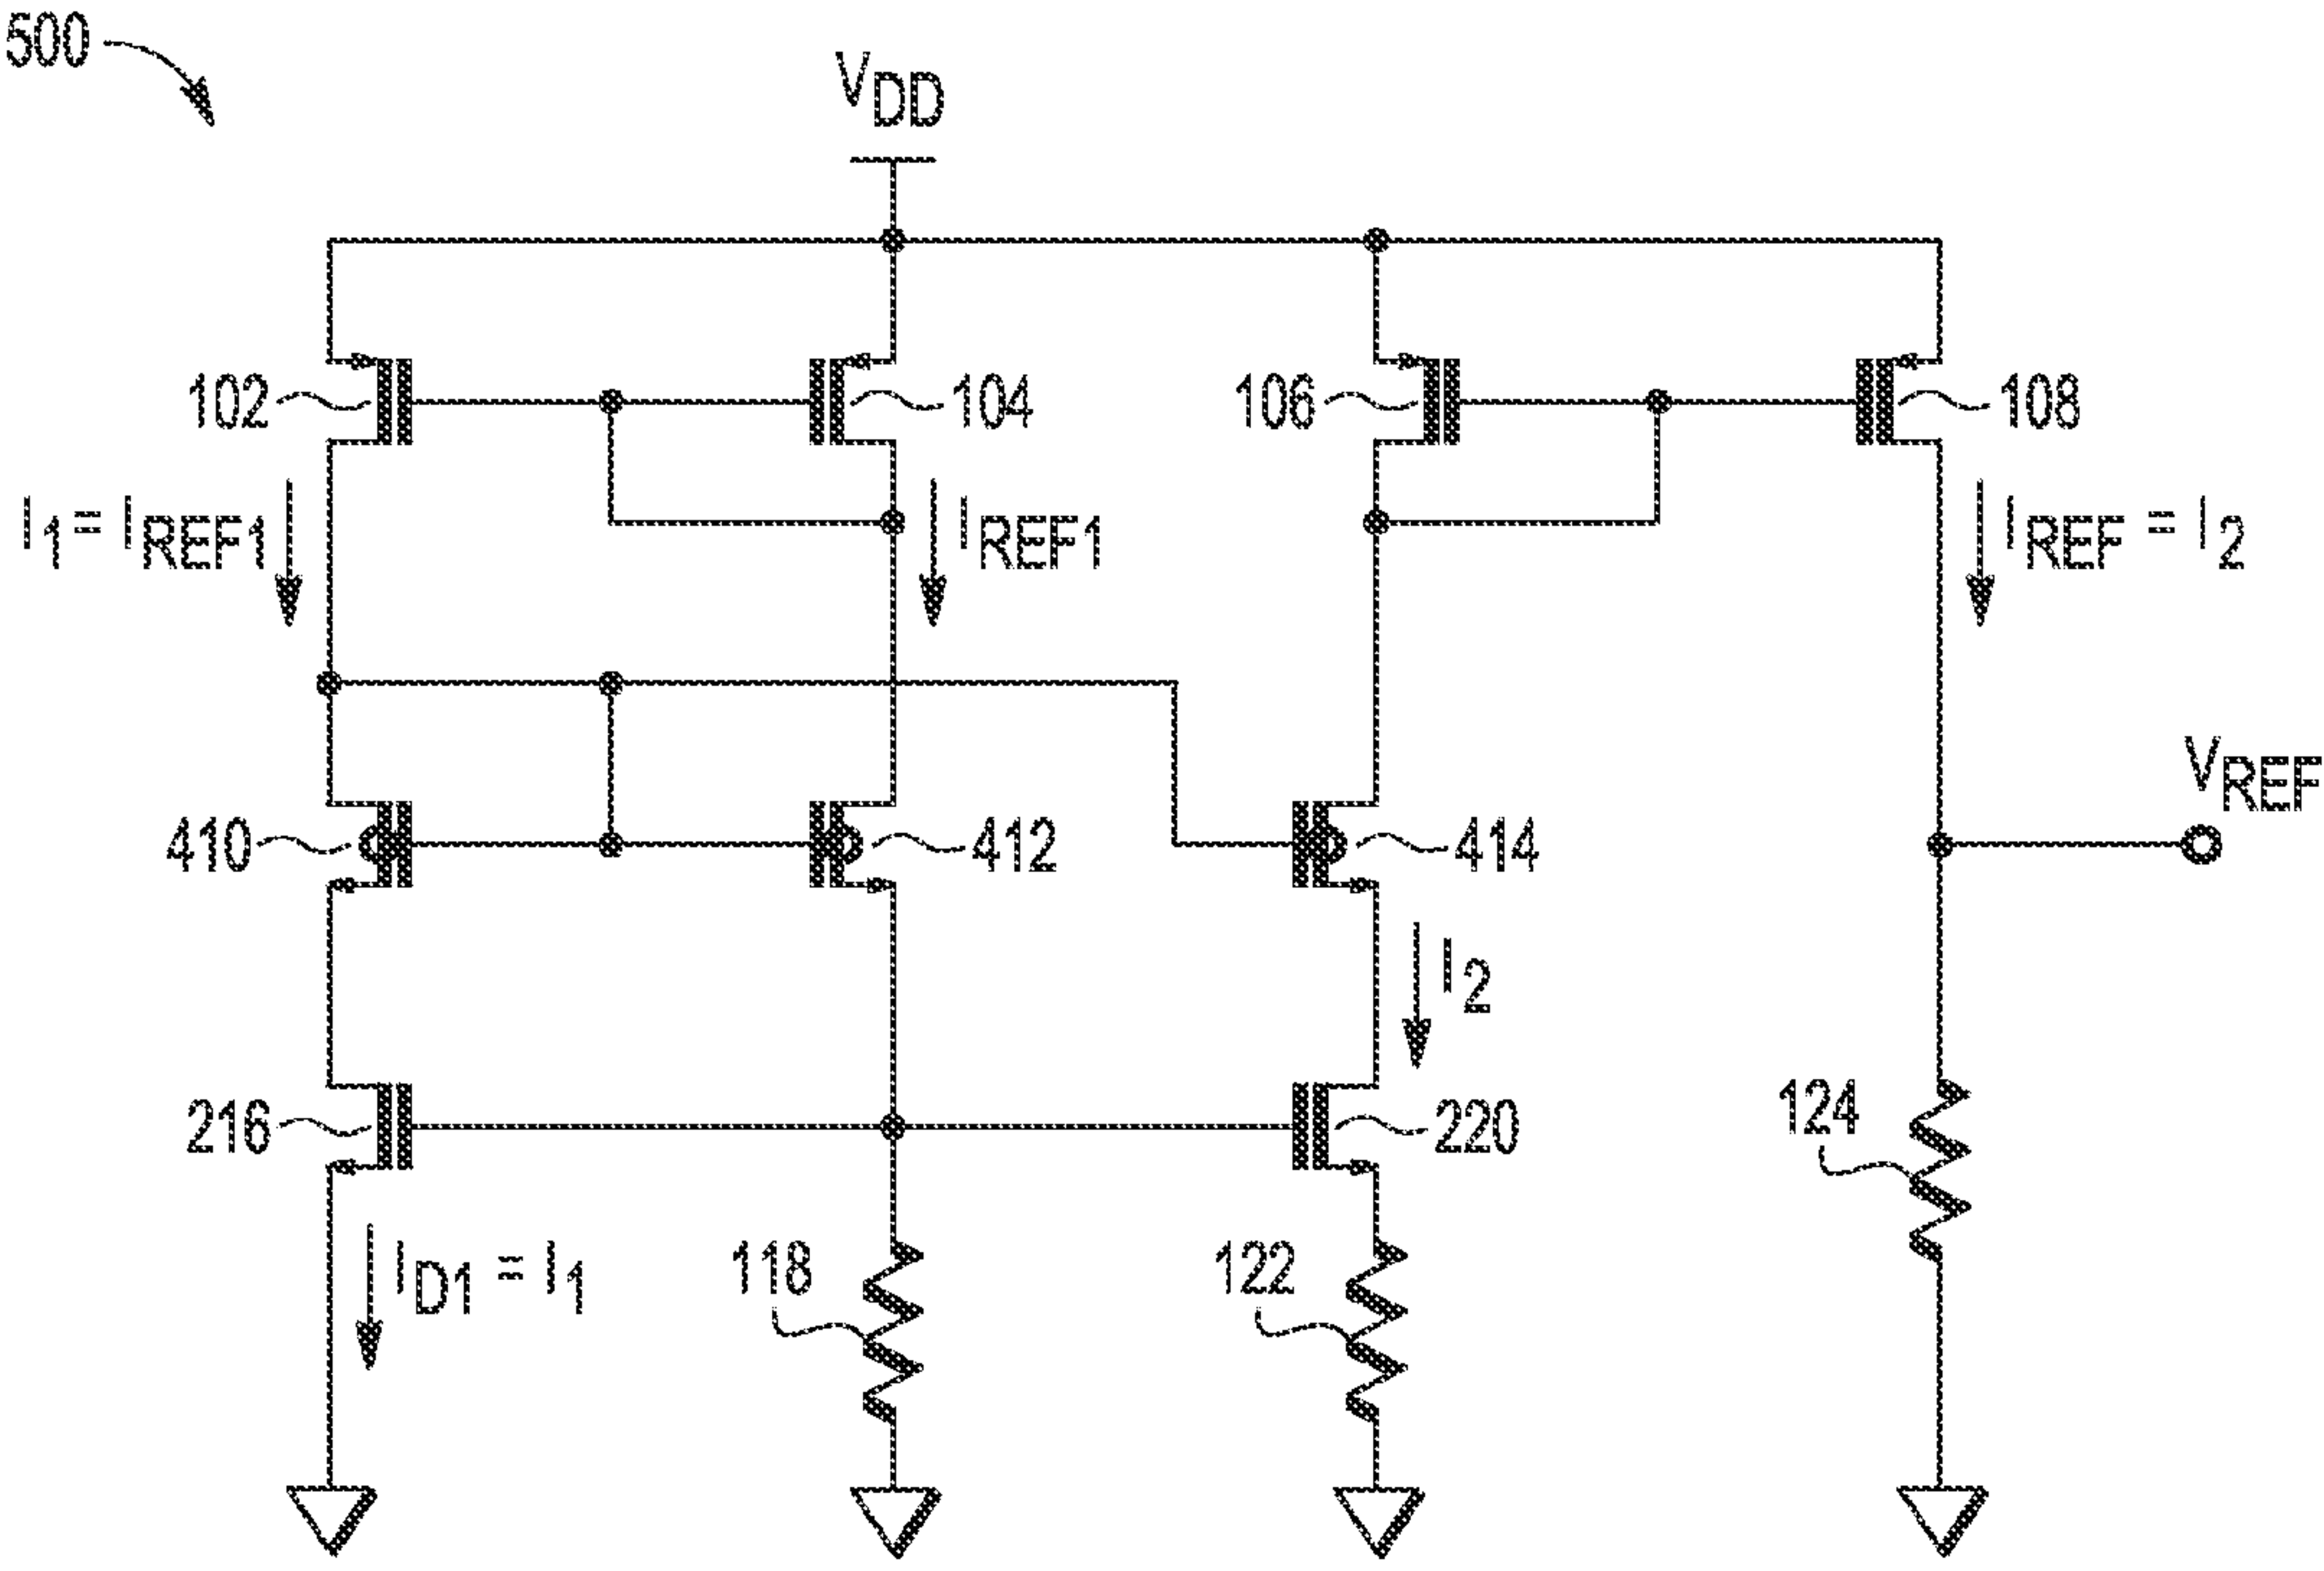 500
VDD
102
104
106
108
I1 = IREF1
IREF1
IREF = I2
VREF
410
412
414
I2
216
220
124
ID1 = I1
118
122